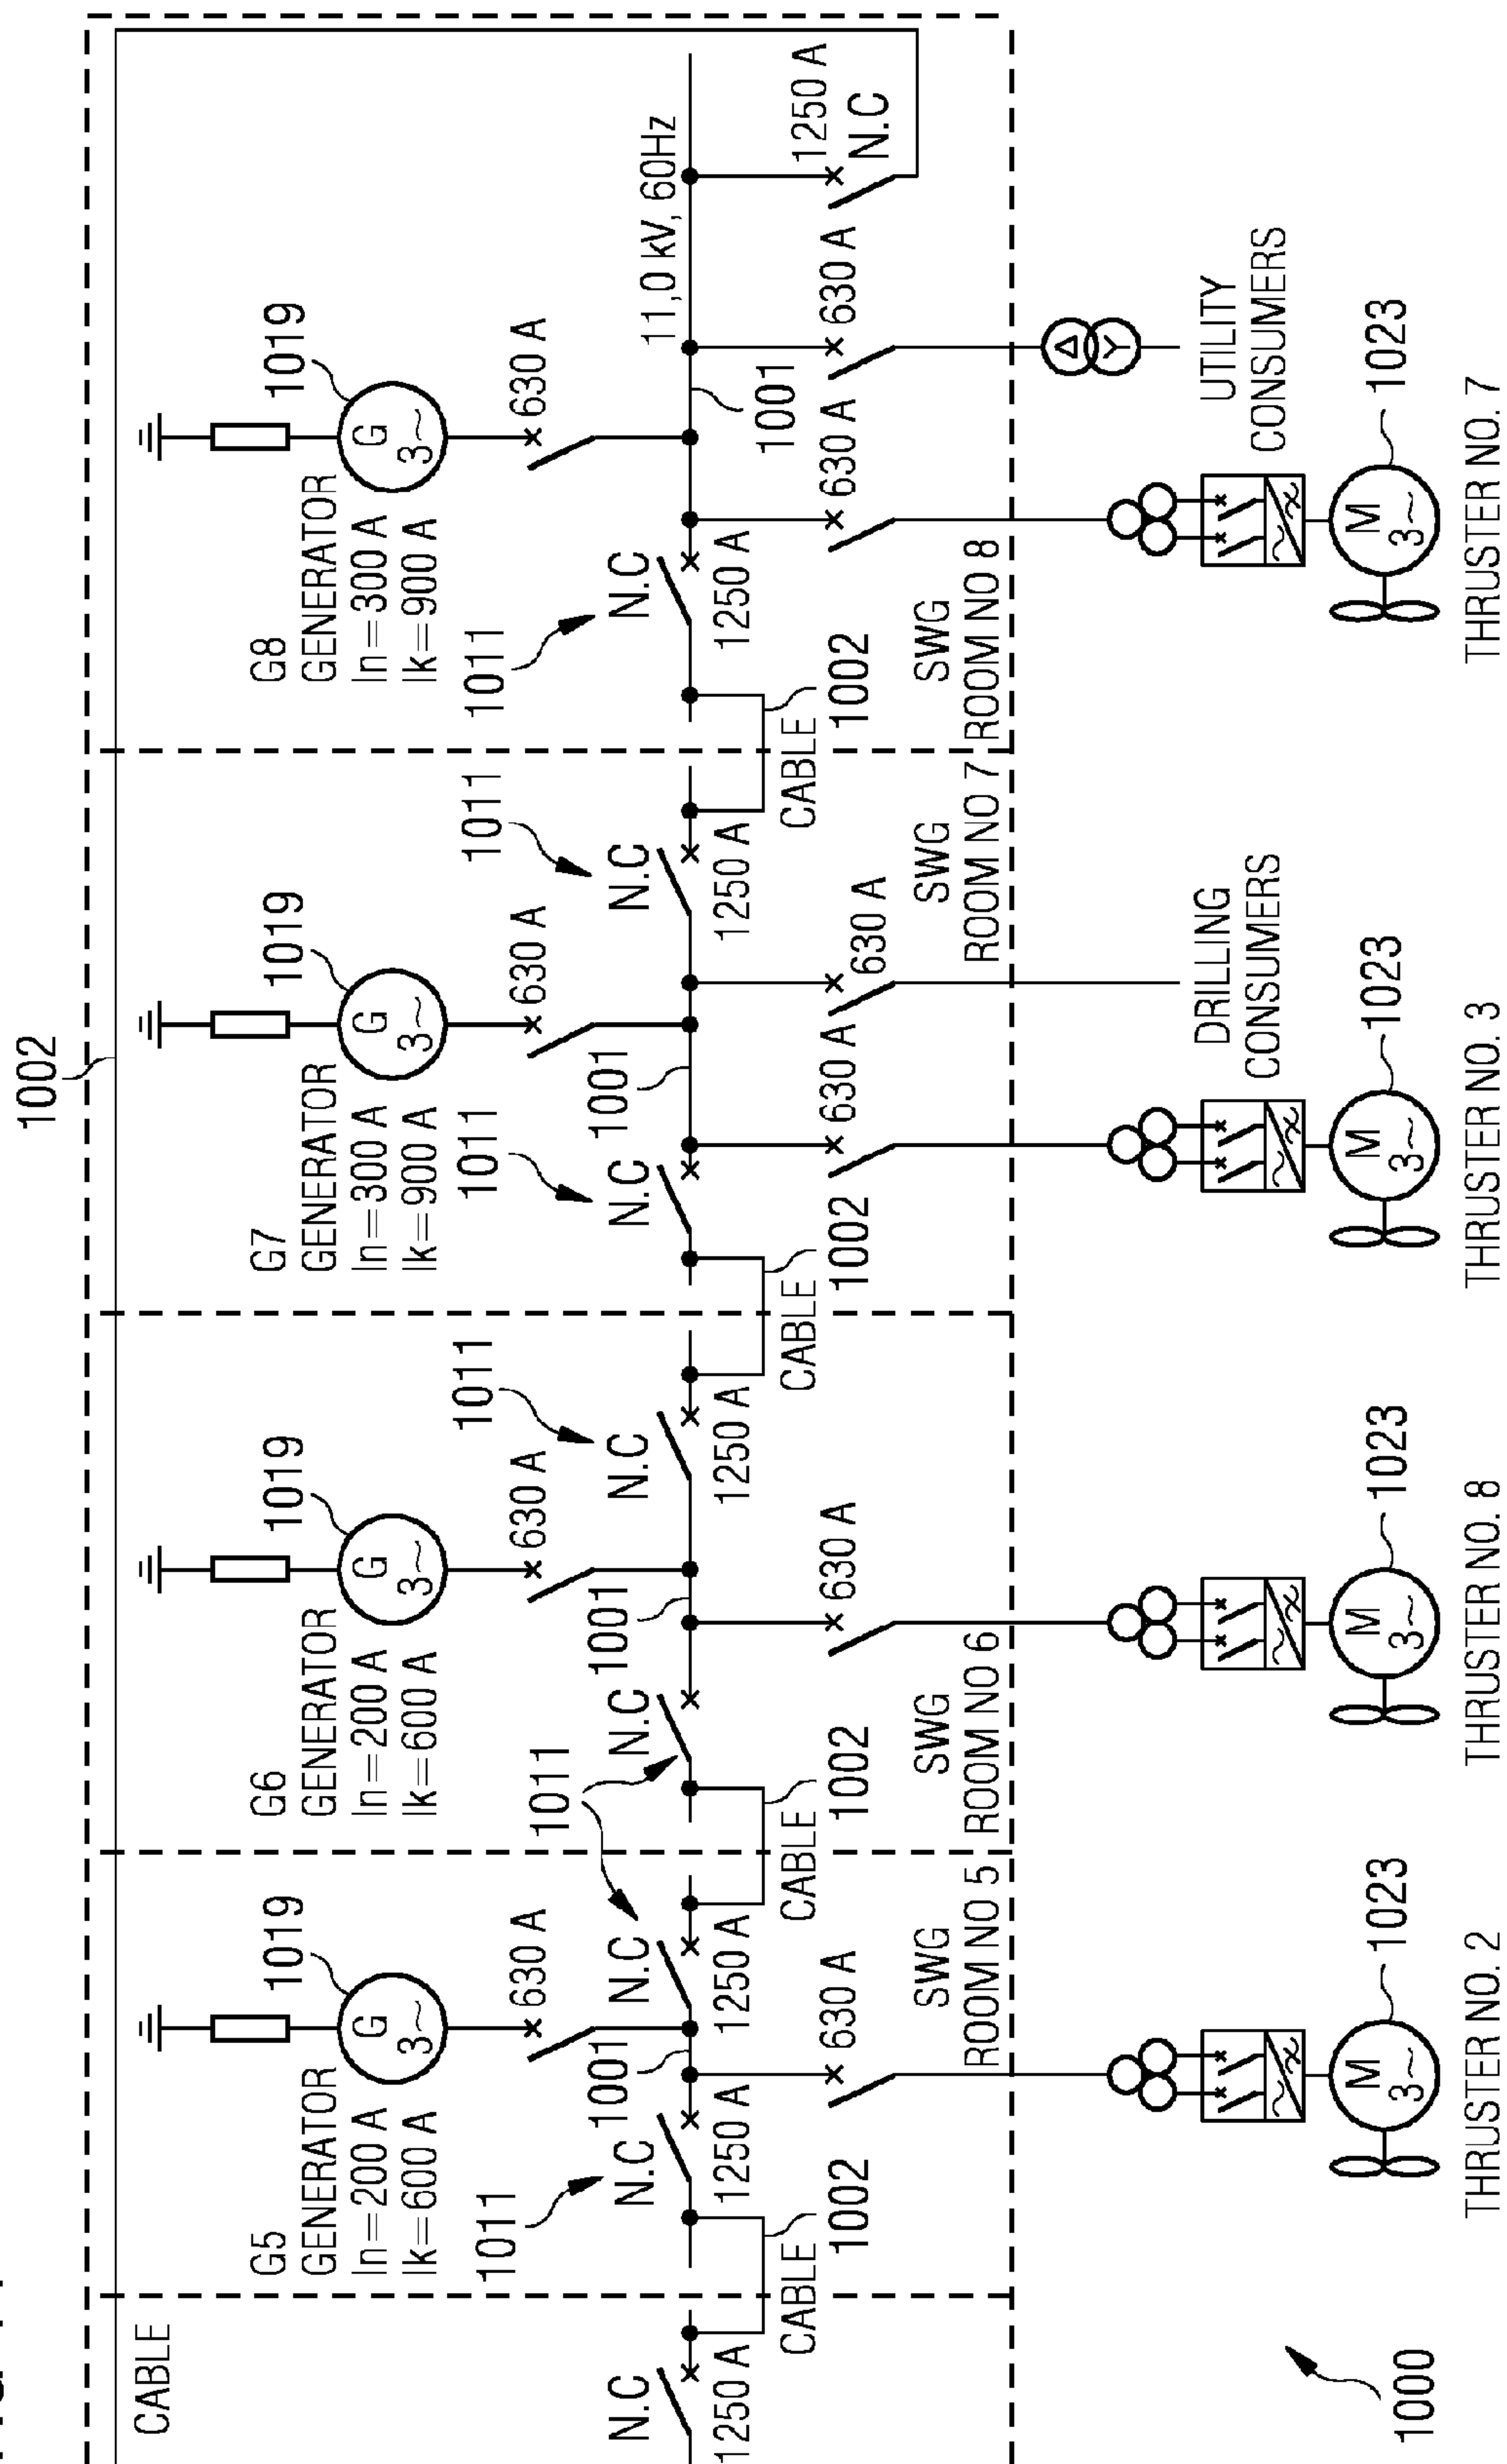 1002
CABLE
G5
GENERATOR
In=200 A
Ik=600 A
1019
G
3~
630 A
G6
GENERATOR
In=200 A
Ik=600 A
1019
G
3~
630 A
G7
GENERATOR
In=300 A
Ik=900 A
1019
G
3~
630 A
G8
GENERATOR
In=300 A
Ik=900 A
1019
G
3~
630 A
1011
1011
1011
1011
1011
1011
N.C
N.C
N.C
N.C
N.C
N.C
N.C
N.C
1001
1001
1001
11,0 kV, 60Hz
1250 A
1250 A
1250 A
1250 A
1250 A
1250 A
1001
1250 A
N.C
CABLE
1002
CABLE
1002
CABLE
1002
CABLE
1002
630 A
630 A
630 A
630 A
630 A
630 A
SWG
ROOM NO 5
SWG
ROOM NO 6
SWG
ROOM NO 7
SWG
ROOM NO 8
Δ
Y
DRILLING
CONSUMERS
UTILITY
CONSUMERS
M
3~
1023
M
3~
1023
M
3~
1023
M
3~
1023
1000
THRUSTER NO. 2
THRUSTER NO. 8
THRUSTER NO. 3
THRUSTER NO. 7